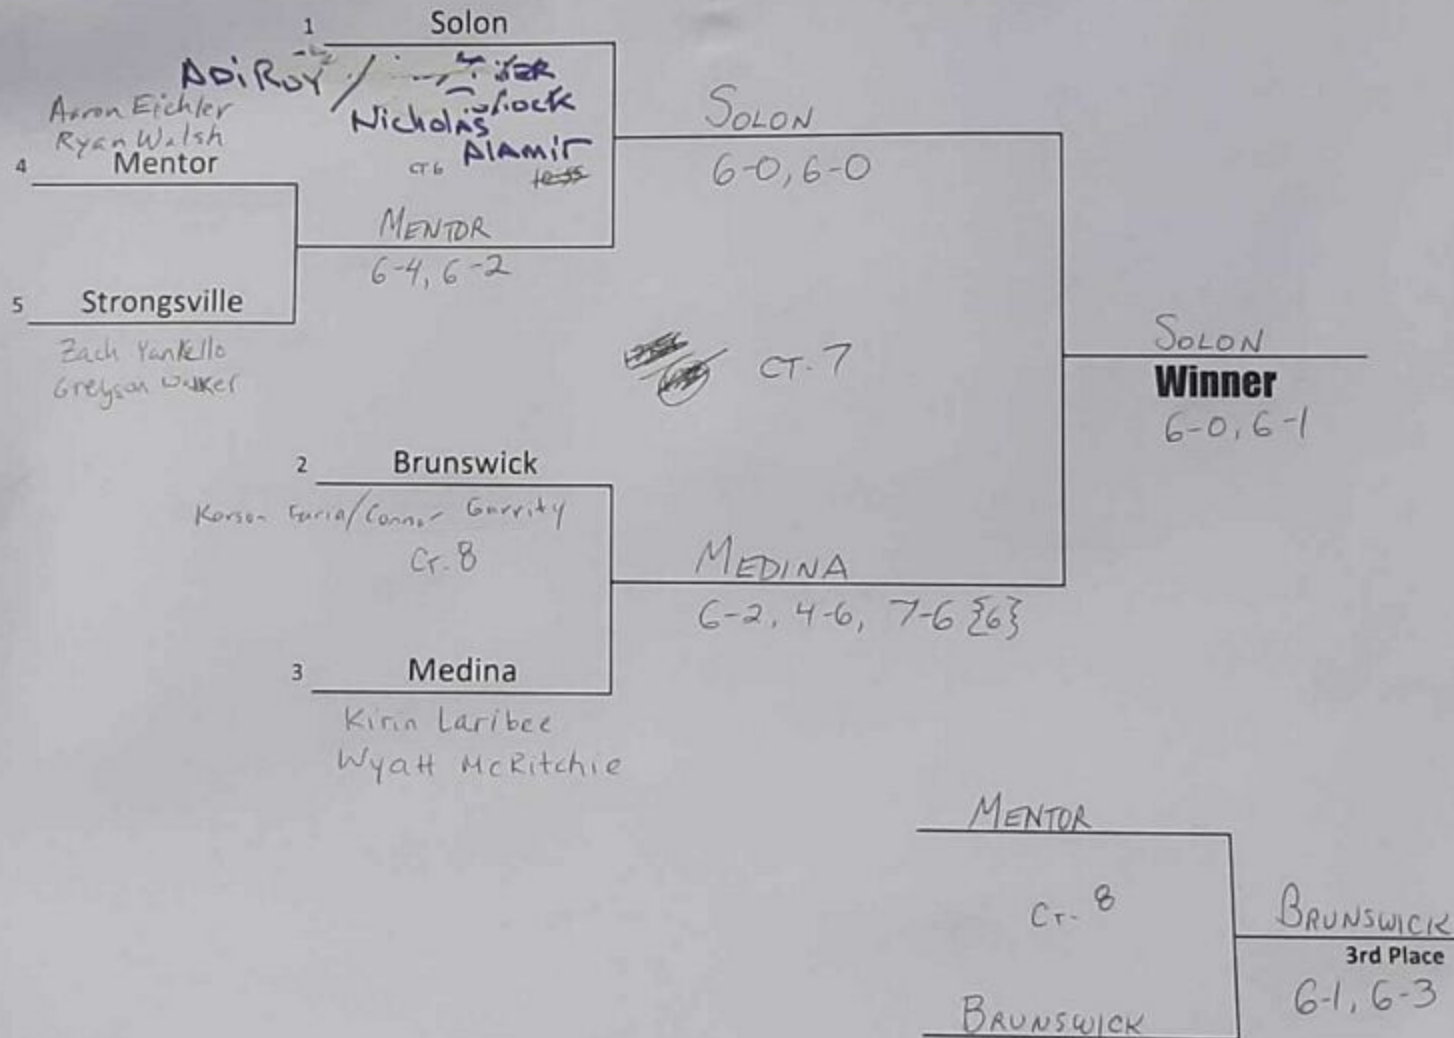 1 Solon
ADi ROY /
Nicholas
Alamir
CT 6
Aaron Eichler
Ryan Walsh
4 Mentor
MENTOR
6-4, 6-2
5 Strongsville
Zach Yankello
Greyson Walker
SOLON
6-0, 6-0
CT. 7
SOLON
Winner
6-0, 6-1
2 Brunswick
Garrity
CT. 8
MEDINA
6-2, 4-6, 7-6 {6}
3 Medina
Kirin Laribee
Wyatt McRitchie
MENTOR
CT. 8
BRUNSWICK
3rd Place
6-1, 6-3
BRUNSWICK